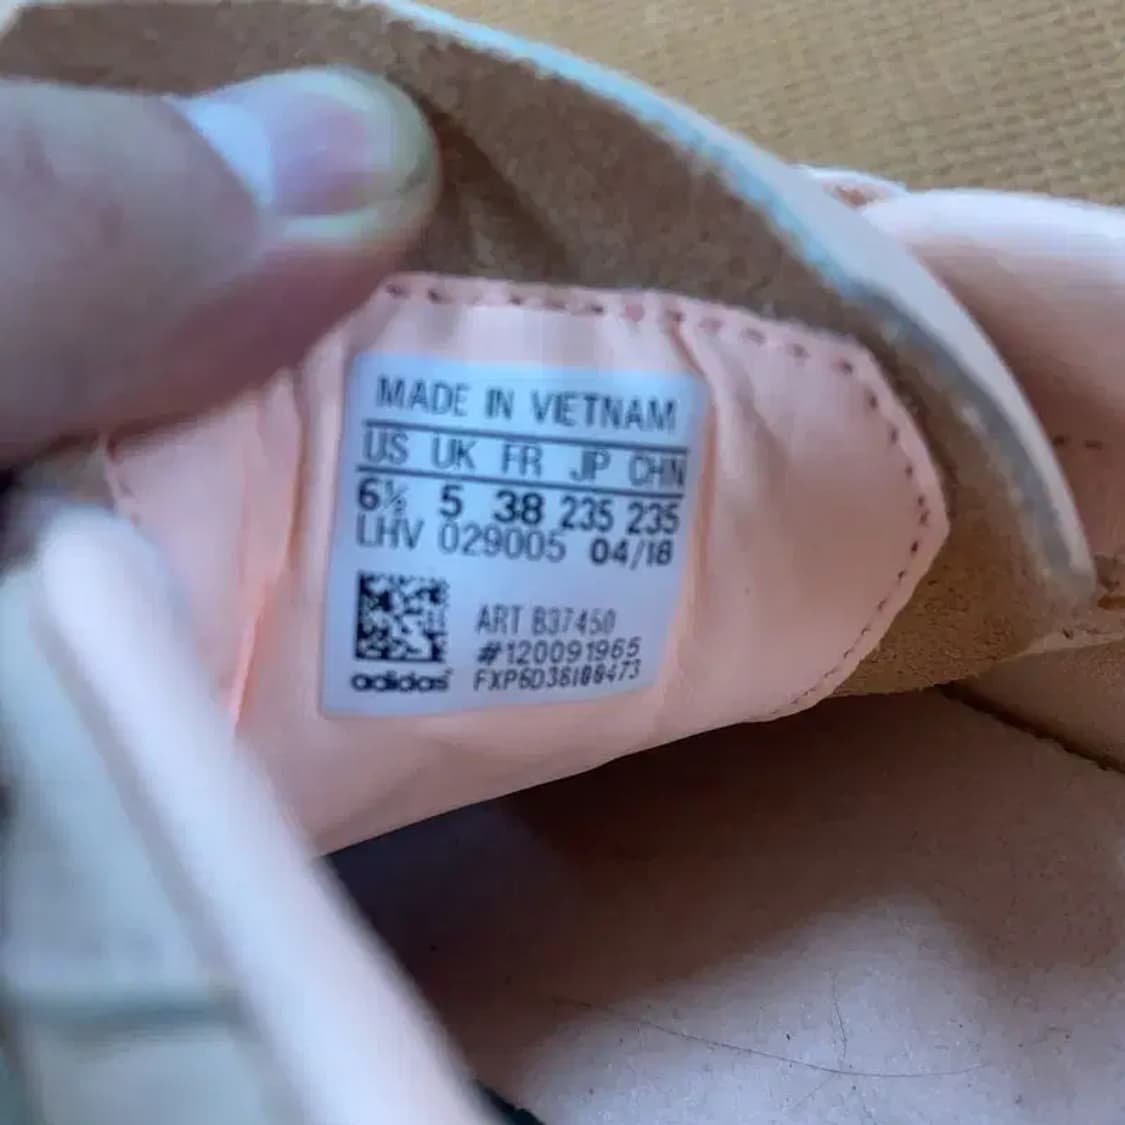 MADE IN VIETNAM
US UK FR JP CHN
6½ 5 38 235 235
LHV 029005 04/18
ART B37450
#120091965
adidas FXP6D38I08473